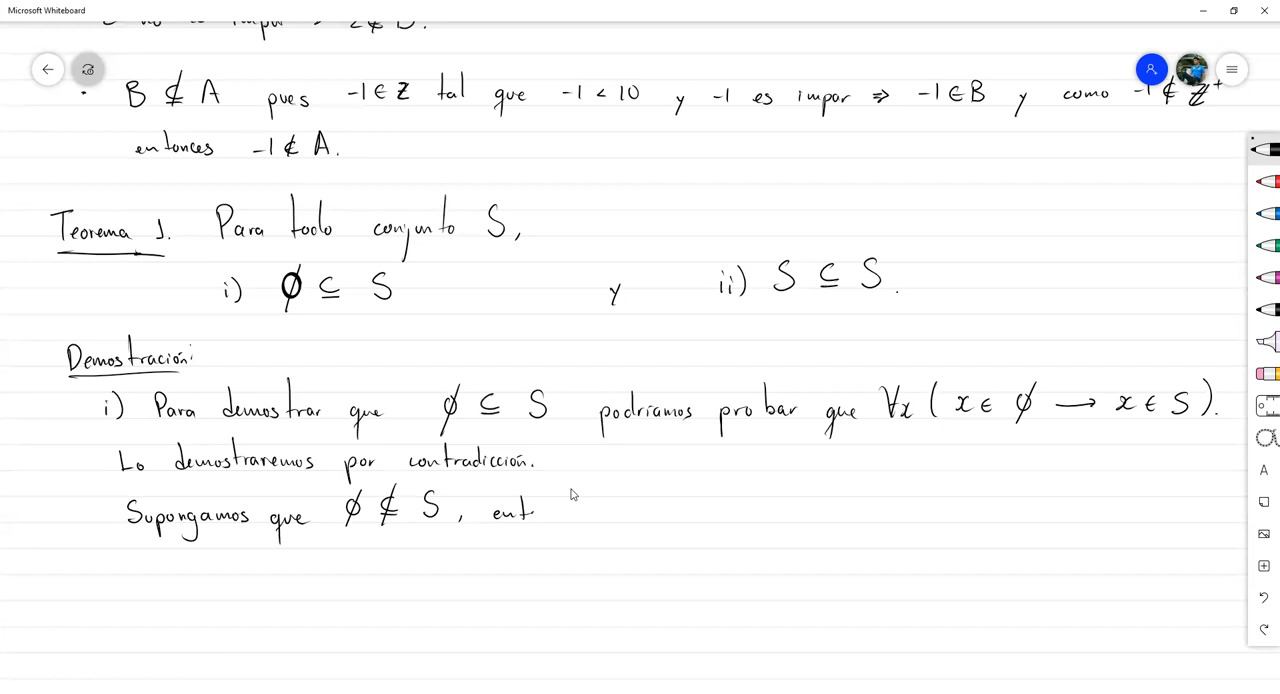 Microsoft Whiteboard
B ⊄ A pues -1 ∈ Z tal que -1 < 10 y -1 es impar ⇒ -1 ∈ B y como -1 ∉ Z⁺
entonces -1 ∉ A.
Teorema 1. Para todo conjunto S,
i) ∅ ⊆ S y ii) S ⊆ S.
Demostración:
i) Para demostrar que ∅ ⊆ S podríamos probar que ∀x ( x ∈ ∅ → x ∈ S ).
Lo demostraremos por contradicción.
Supongamos que ∅ ⊈ S, ent